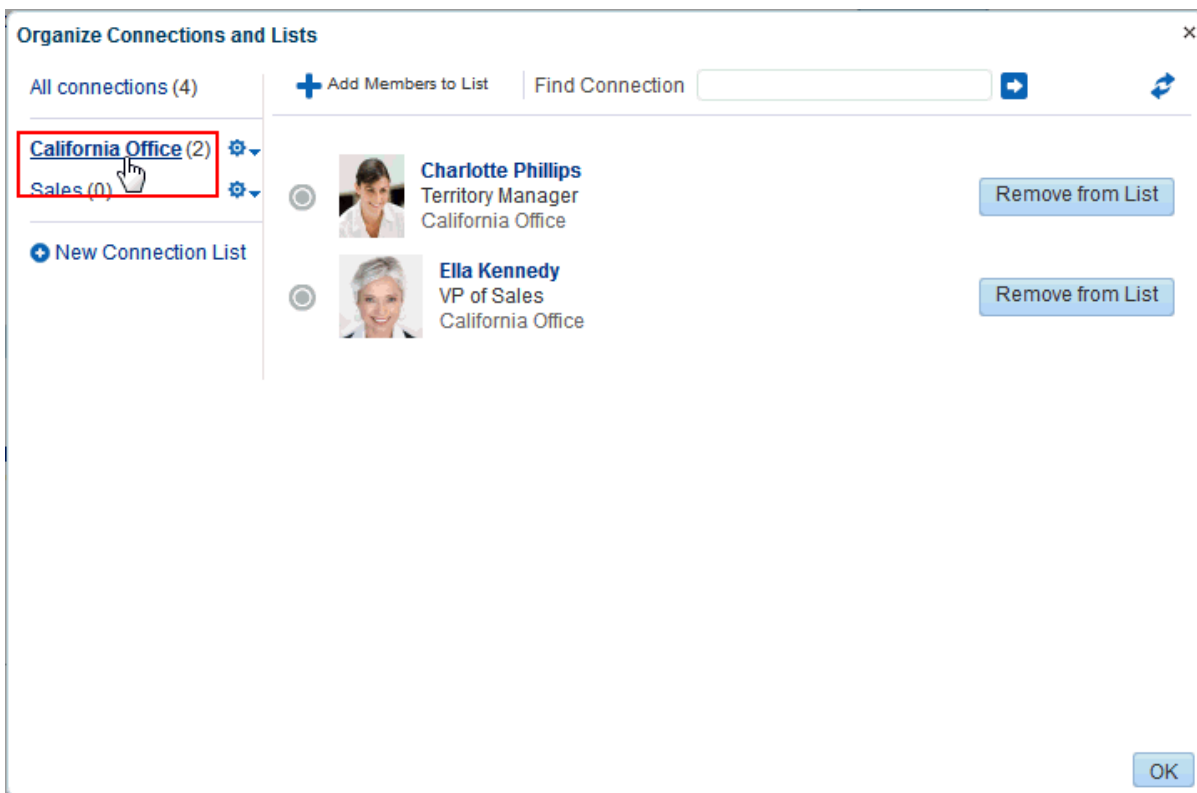 Organize Connections and Lists
All connections (4)
Add Members to List
Find Connection
California Office (2)
Sales (0)
New Connection List
Charlotte Phillips
Territory Manager
California Office
Remove from List
Ella Kennedy
VP of Sales
California Office
Remove from List
OK